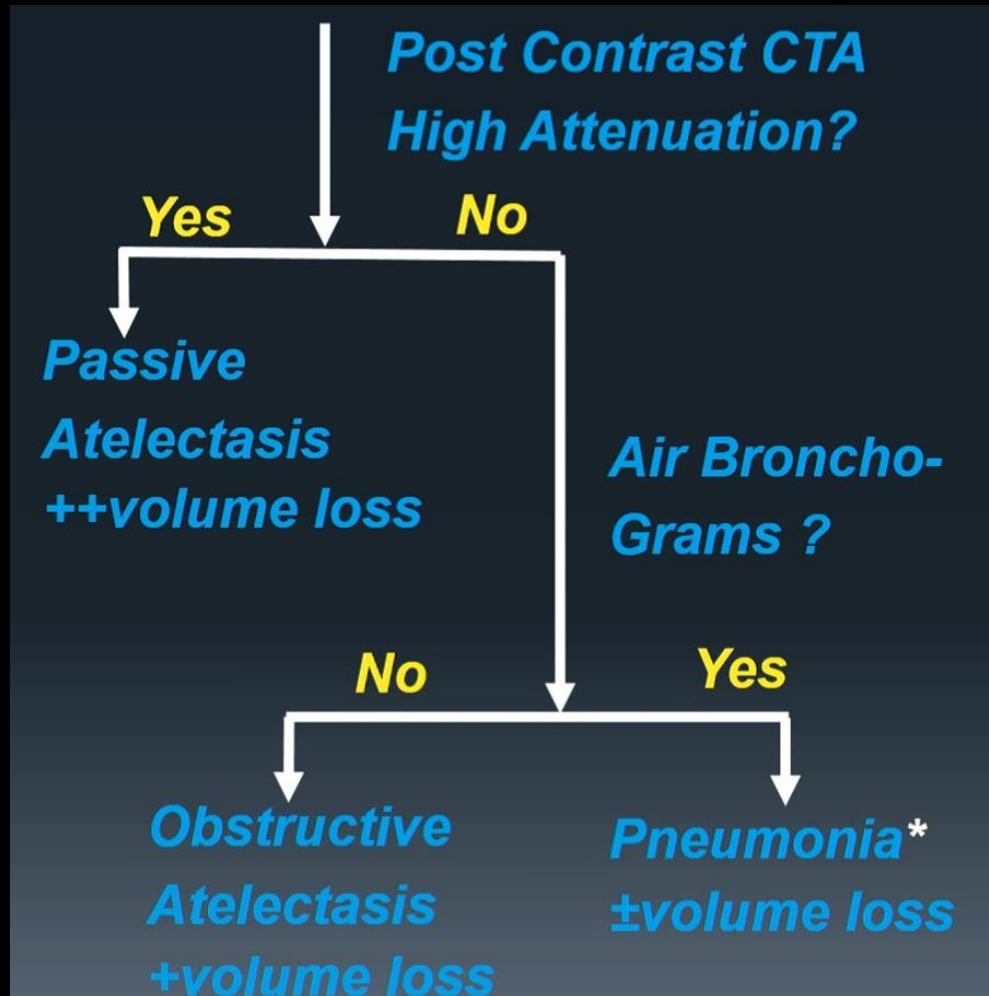 Post Contrast CTA
High Attenuation?
Yes
No
Passive
Atelectasis
++volume loss
Air Broncho-
Grams ?
No
Yes
Obstructive
Atelectasis
+volume loss
Pneumonia*
±volume loss